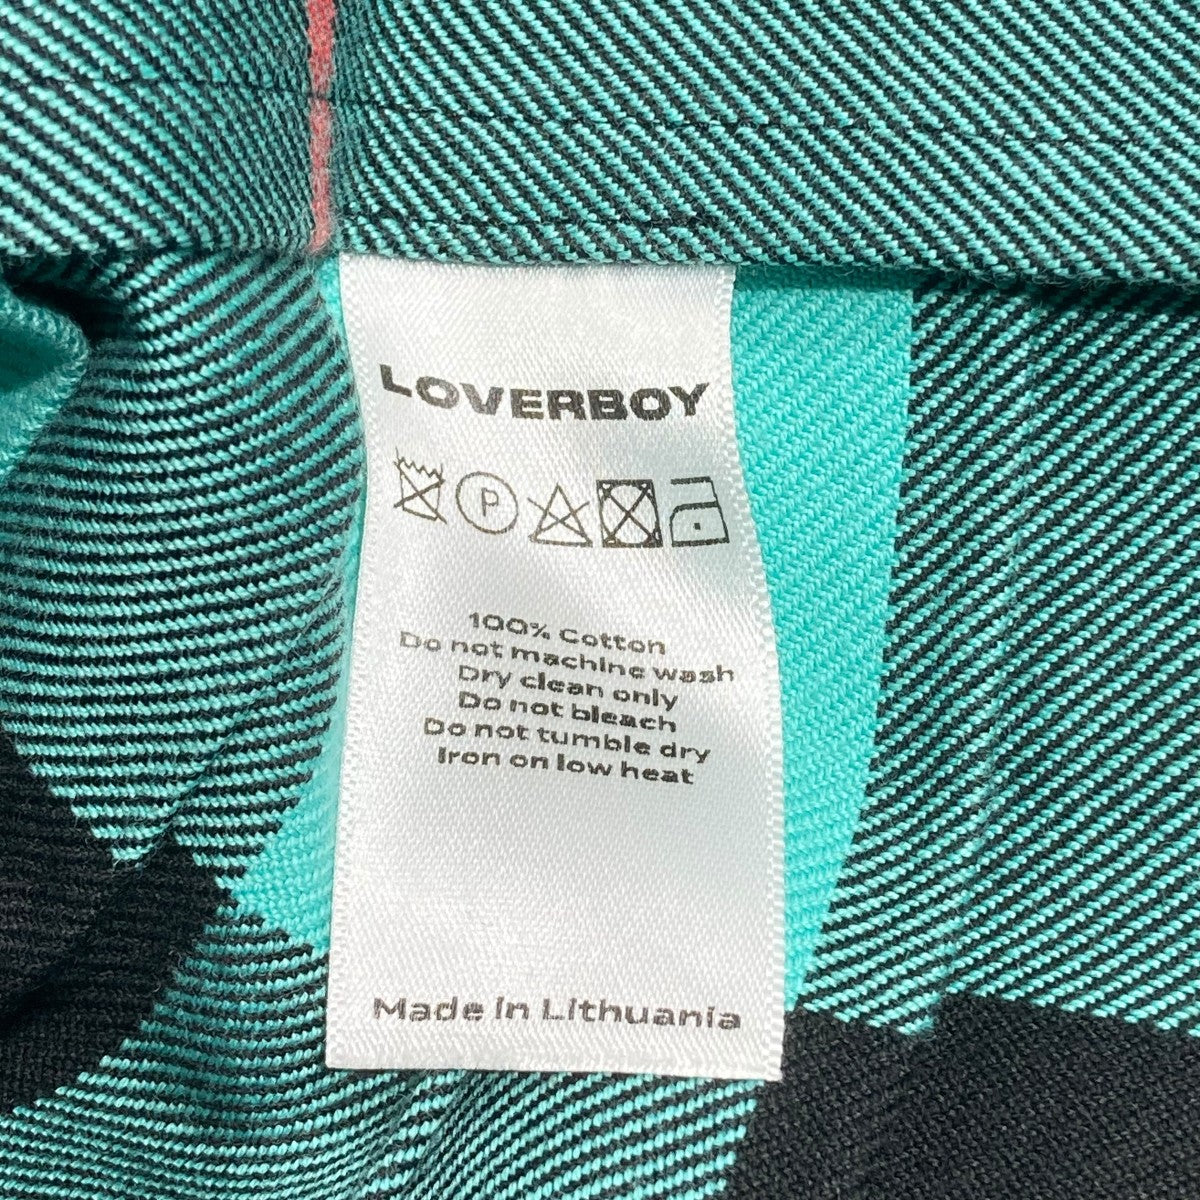 LOVERBOY
P
100% Cotton
Do not machine wash
Dry clean only
Do not bleach
Do not tumble dry
Iron on low heat
Made in Lithuania